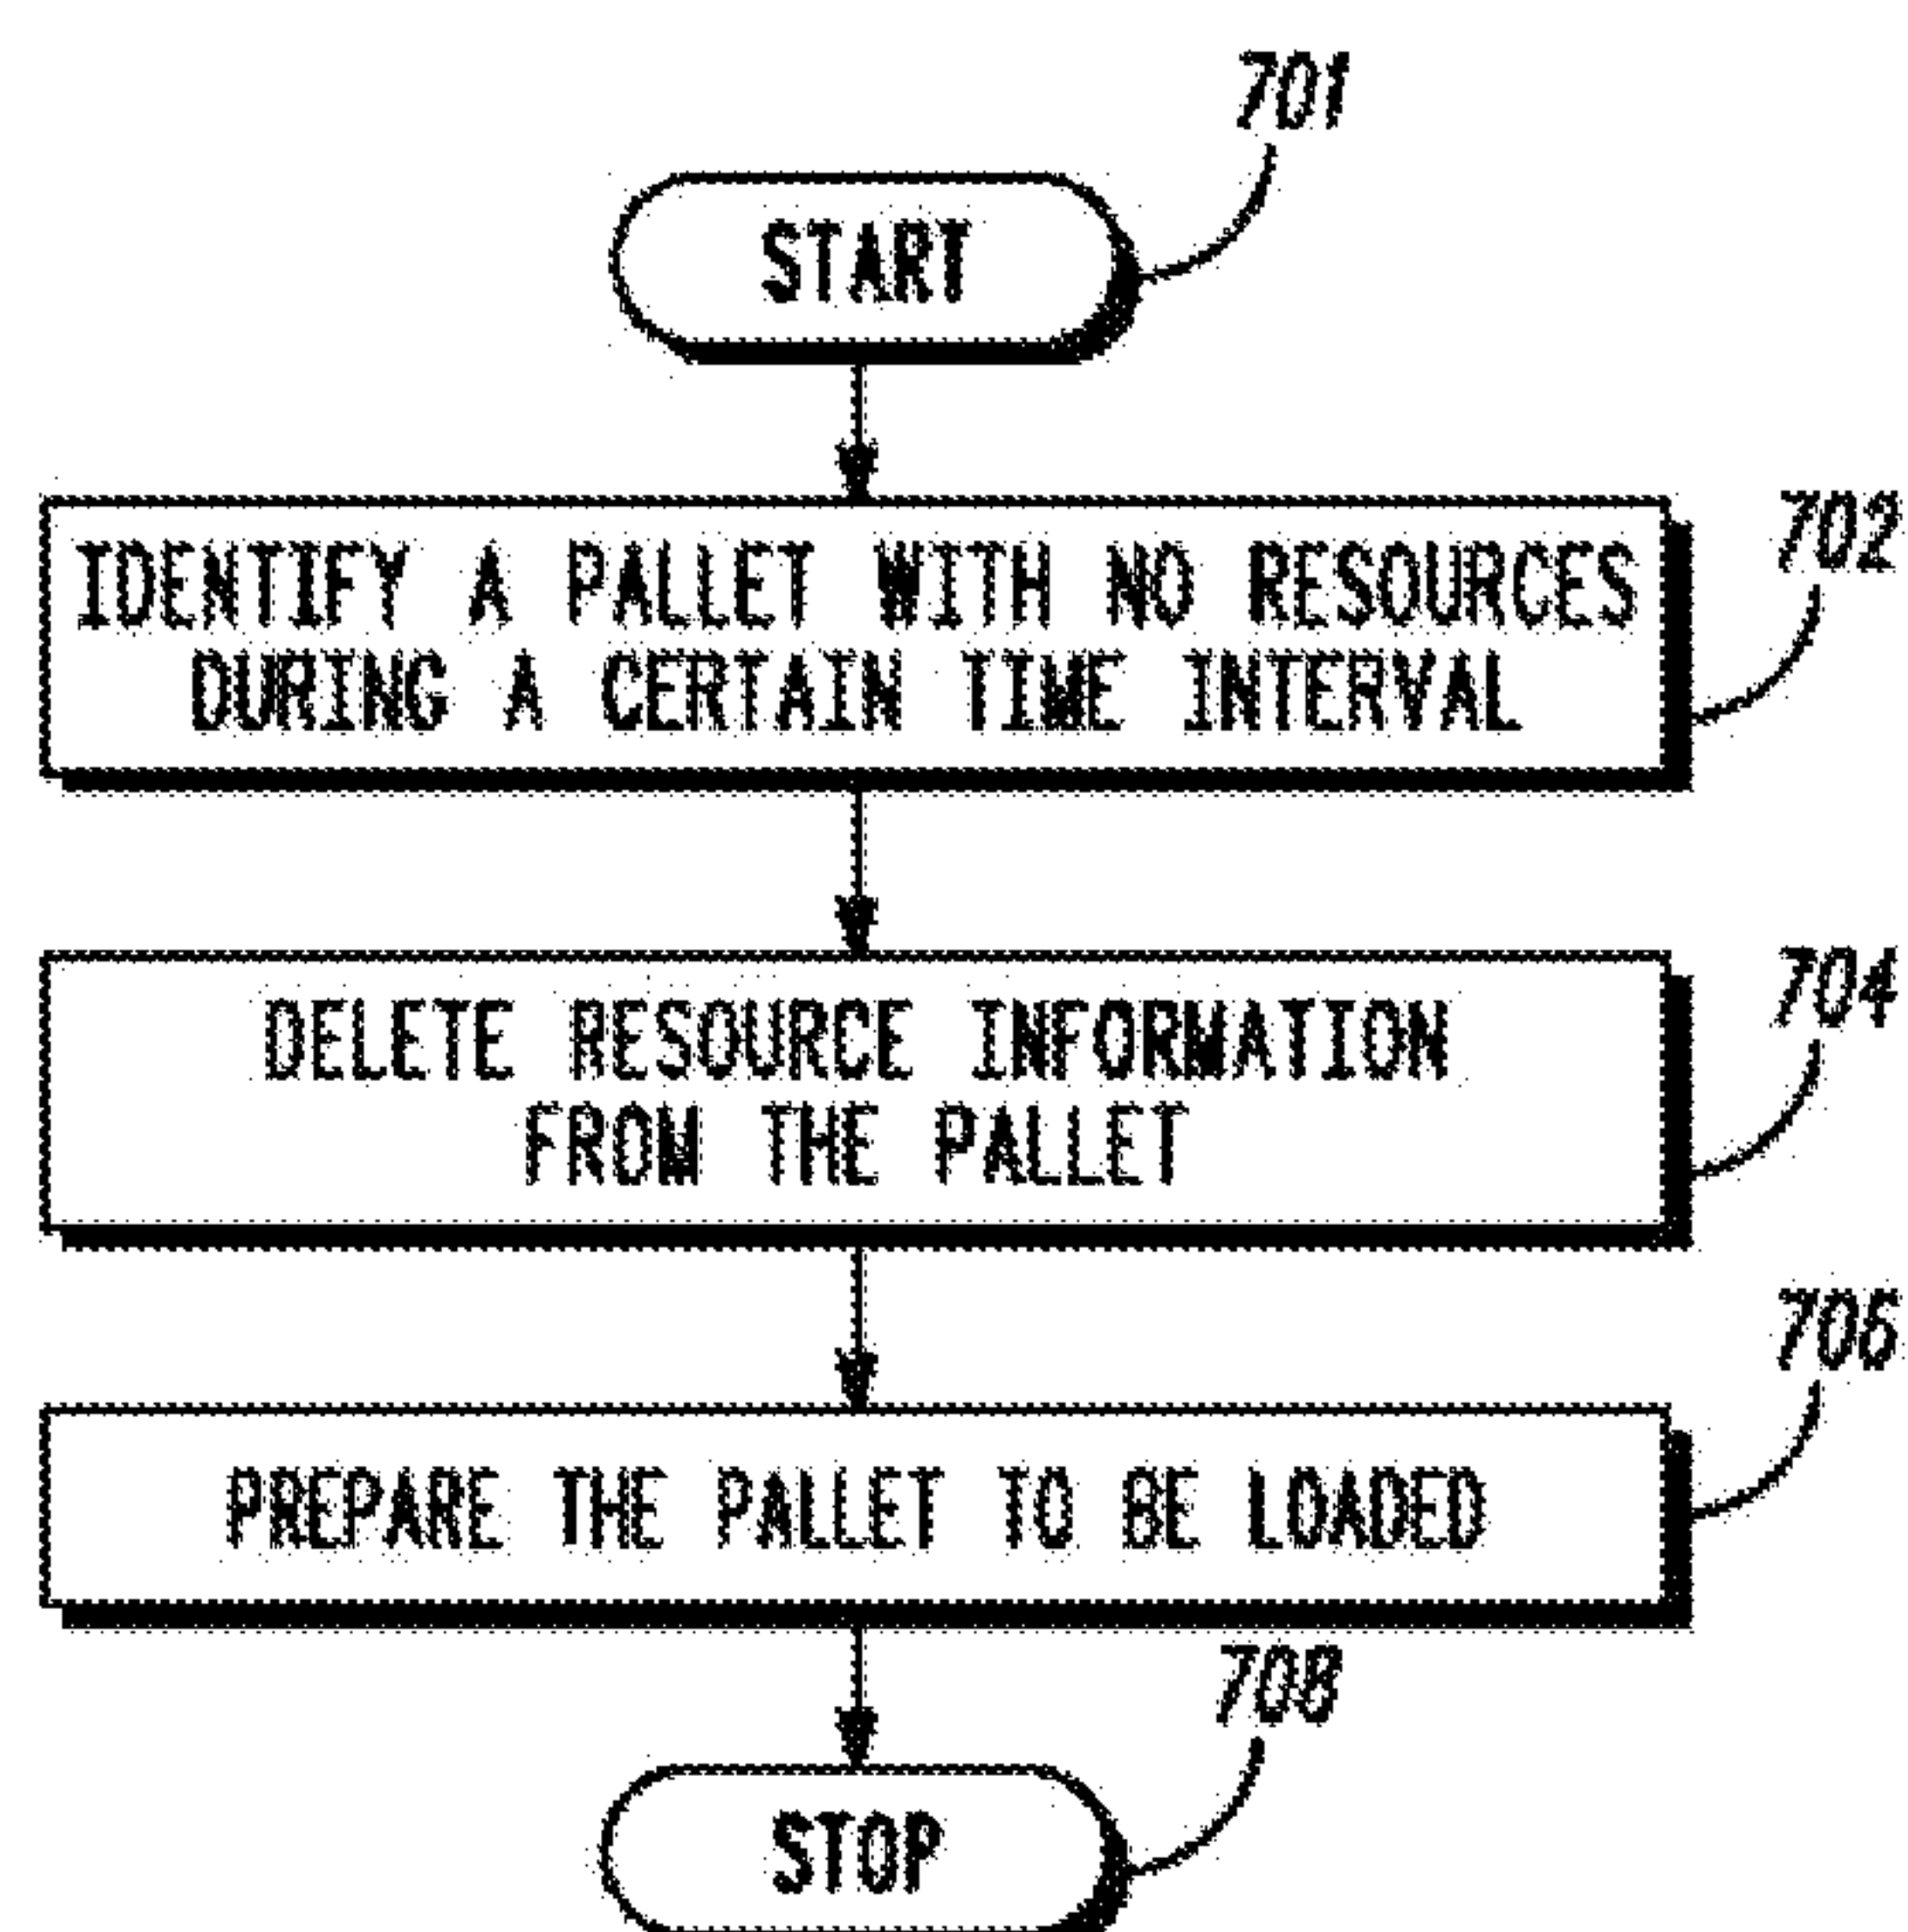 701
START
702
IDENTIFY A PALLET WITH NO RESOURCES
DURING A CERTAIN TIME INTERVAL
704
DELETE RESOURCE INFORMATION
FROM THE PALLET
706
PREPARE THE PALLET TO BE LOADED
708
STOP